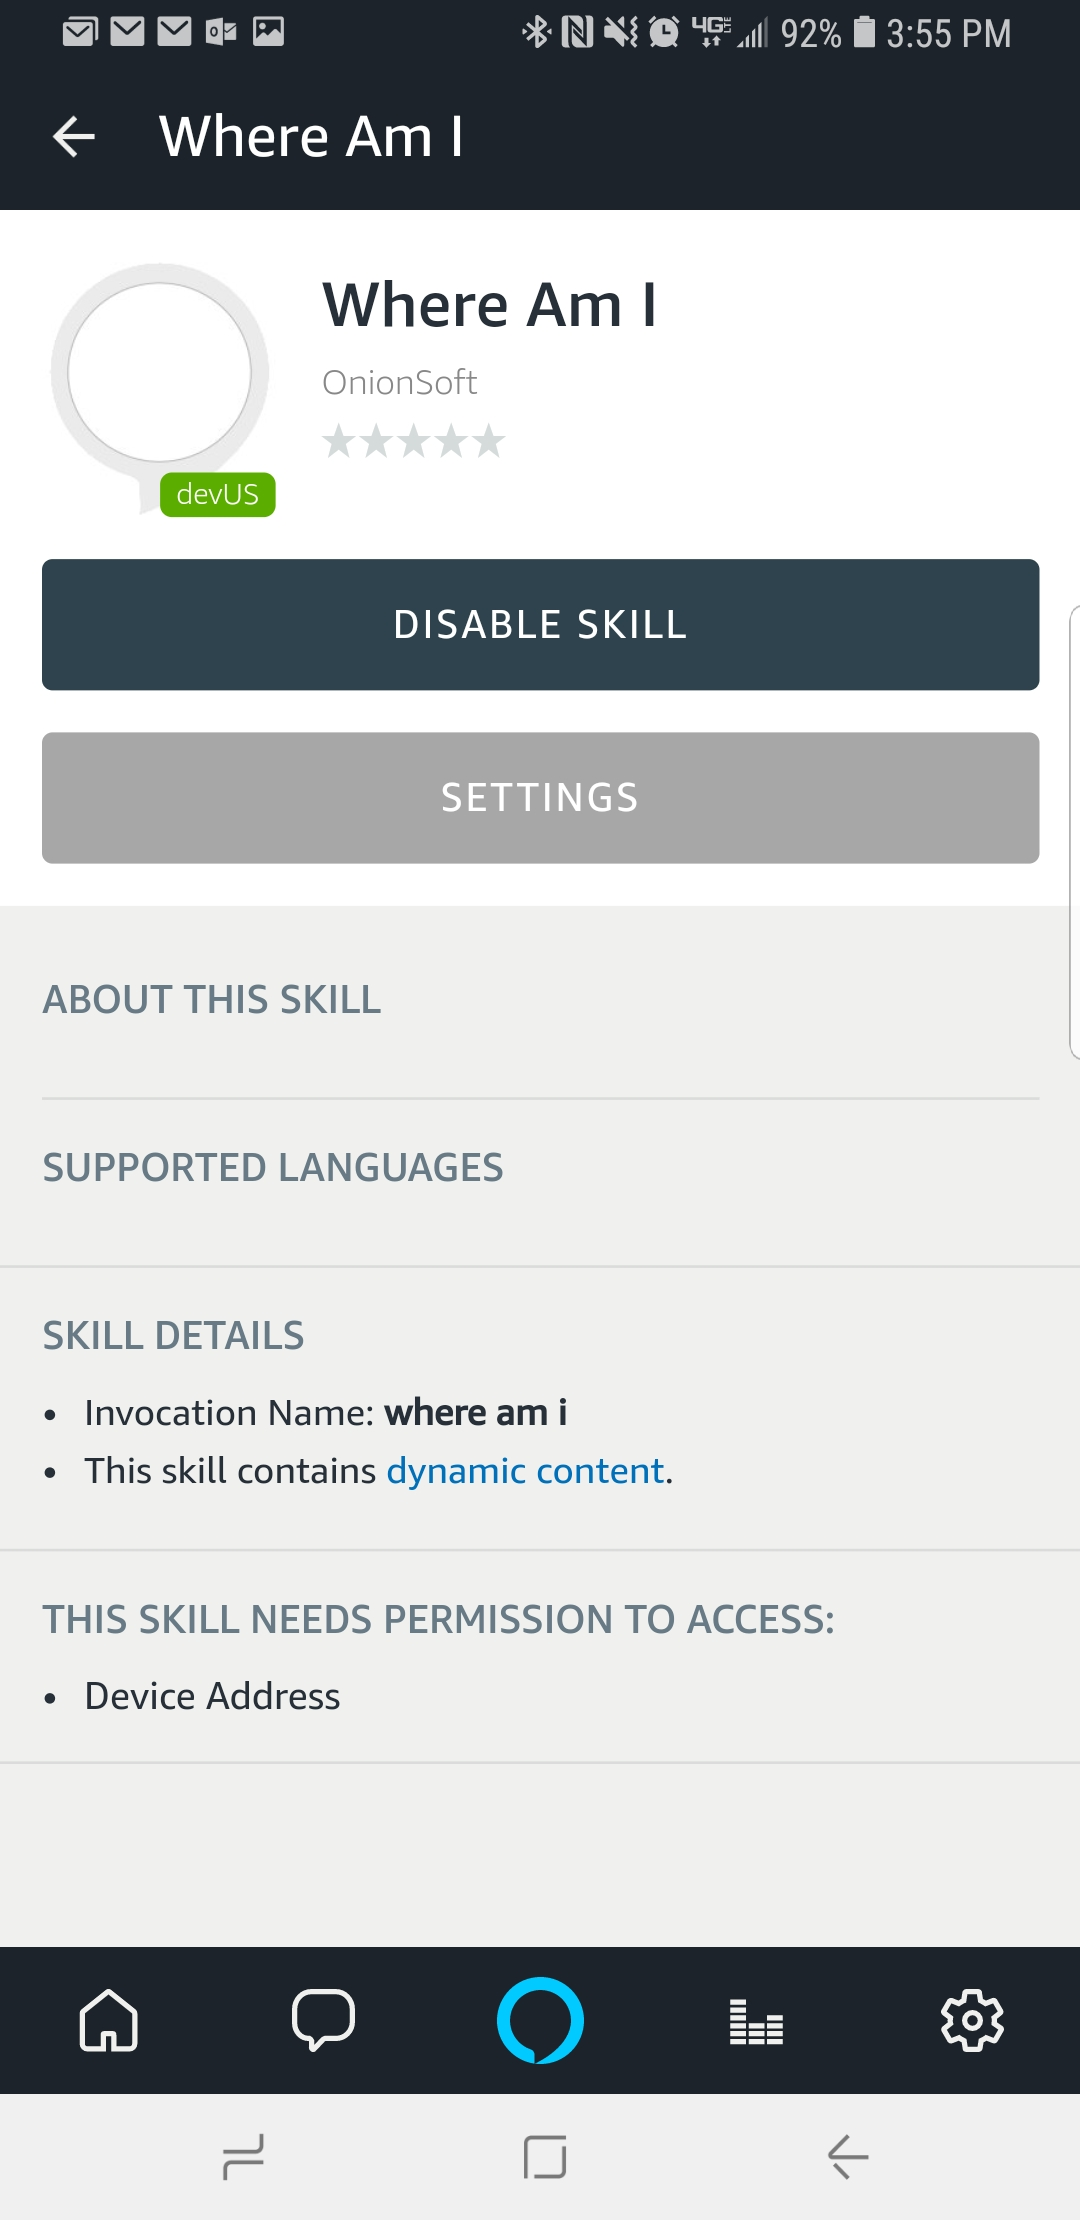 92% 3:55 PM
Where Am I
Where Am I
OnionSoft
devUS
DISABLE SKILL
SETTINGS
ABOUT THIS SKILL
SUPPORTED LANGUAGES
SKILL DETAILS
• Invocation Name: where am i
• This skill contains dynamic content.
THIS SKILL NEEDS PERMISSION TO ACCESS:
• Device Address